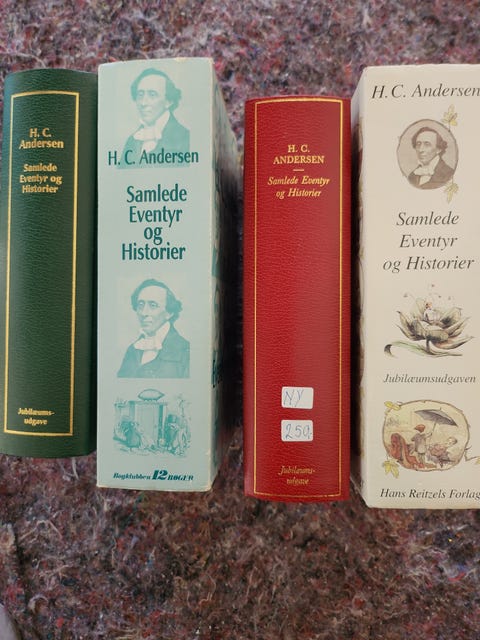 H. C.
Andersen
Samlede
Eventyr og
Historier
Jubilæums-
udgave
H. C. Andersen
Samlede
Eventyr
og
Historier
Bogklubben 12 BØGER
H. C.
ANDERSEN
Samlede Eventyr
og Historier
NY
250,
Jubilæums-
udgave
H. C. Andersen
Samlede
Eventyr
og Historier
Jubilæumsudgaven
Hans Reitzels Forlag